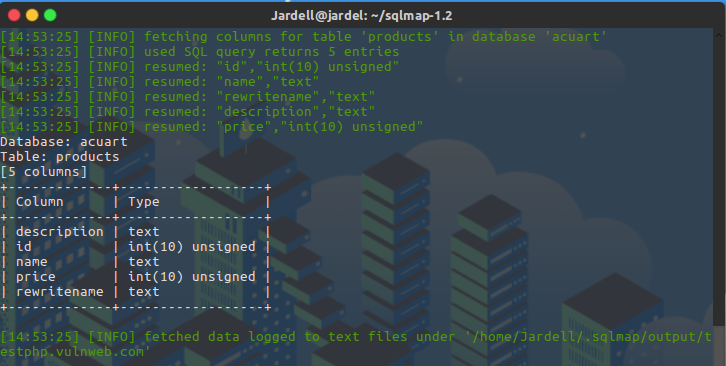 Jardell@jardel: ~/sqlmap-1.2
[14:53:25] [INFO] fetching columns for table 'products' in database 'acuart'
[14:53:25] [INFO] used SQL query returns 5 entries
[14:53:25] [INFO] resumed: "id","int(10) unsigned"
[14:53:25] [INFO] resumed: "name","text"
[14:53:25] [INFO] resumed: "rewritename","text"
[14:53:25] [INFO] resumed: "description","text"
[14:53:25] [INFO] resumed: "price","int(10) unsigned"
Database: acuart
Table: products
[5 columns]
+-------------+------------------+
| Column      | Type             |
+-------------+------------------+
| description | text             |
| id          | int(10) unsigned |
| name        | text             |
| price       | int(10) unsigned |
| rewritename | text             |
+-------------+------------------+
[14:53:25] [INFO] fetched data logged to text files under '/home/Jardell/.sqlmap/output/t
estphp.vulnweb.com'